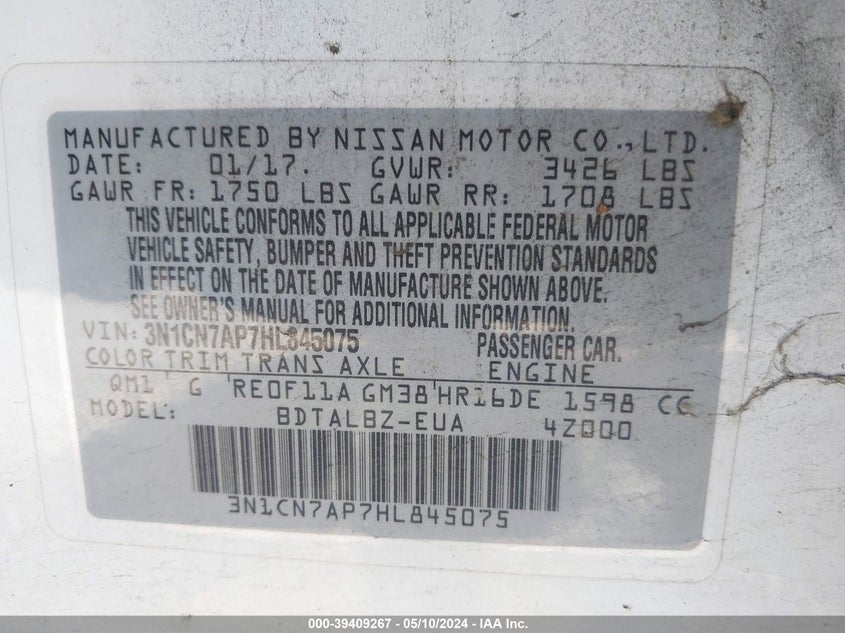 MANUFACTURED BY NISSAN MOTOR CO., LTD.
DATE: 01/17. GVWR: 3426 LBS
GAWR FR: 1750 LBS GAWR RR: 1708 LBS
THIS VEHICLE CONFORMS TO ALL APPLICABLE FEDERAL MOTOR
VEHICLE SAFETY, BUMPER AND THEFT PREVENTION STANDARDS
IN EFFECT ON THE DATE OF MANUFACTURE SHOWN ABOVE.
SEE OWNER'S MANUAL FOR ADDITIONAL INFORMATION.
VIN: 3N1CN7AP7HL845075 PASSENGER CAR.
COLOR TRIM TRANS AXLE ENGINE
QM1 G RE0F11A GM38 HR16DE 1598 CC
MODEL: BDTALBZ-EUA 4Z000
3N1CN7AP7HL845075
000-39409267 - 05/10/2024 - IAA Inc.